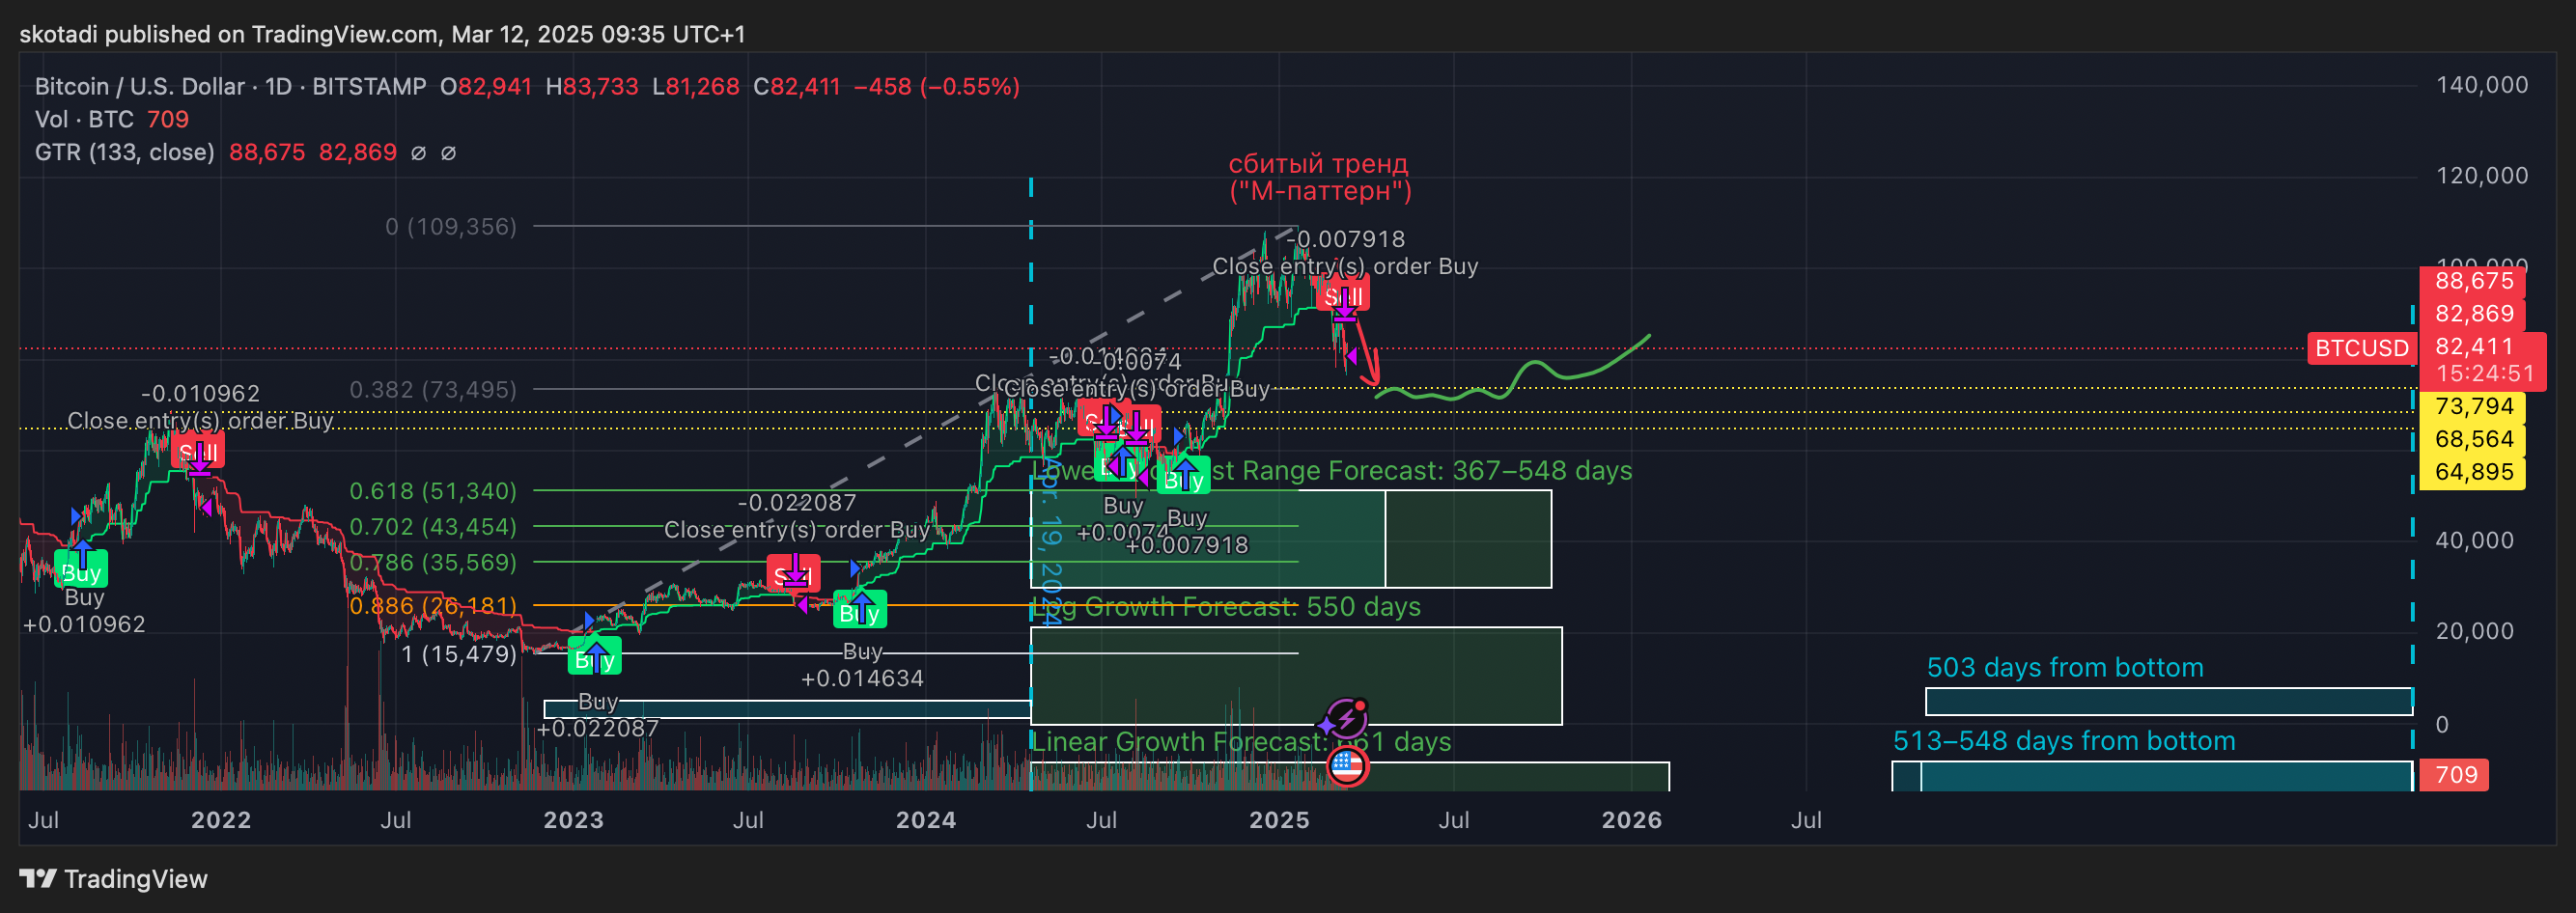 skotadi published on TradingView.com, Mar 12, 2025 09:35 UTC+1
Bitcoin / U.S. Dollar · 1D · BITSTAMP O82,941 H83,733 L81,268 C82,411 −458 (−0.55%)
Vol · BTC 709
GTR (133, close) 88,675 82,869 ∅ ∅
140,000
120,000
100,000
сбитый тренд
("М-паттерн")
0 (109,356)
-0.007918
Close entry(s) order Buy
Sell
88,675
82,869
BTCUSD 82,411
15:24:51
73,794
68,564
64,895
40,000
20,000
0
709
-0.014634
-0.0074
Close entry(s) order Buy
Close entry(s) order Buy
0.382 (73,495)
-0.010962
Close entry(s) order Buy
Sell
Sell
Sell
Buy
Buy
Range Forecast: 367–548 days
0.618 (51,340)
-0.022087
Close entry(s) order Buy
0.702 (43,454)
Buy
+0.0074
Buy
+0.007918
Apr. 19, 2024
0.786 (35,569)
Buy
Buy
+0.010962
Sell
0.886 (26,181)
Buy
Log Growth Forecast: 550 days
1 (15,479)
Buy
Buy
+0.014634
Buy
+0.022087
503 days from bottom
Linear Growth Forecast: 661 days
513–548 days from bottom
Jul 2022 Jul 2023 Jul 2024 Jul 2025 Jul 2026 Jul
TradingView